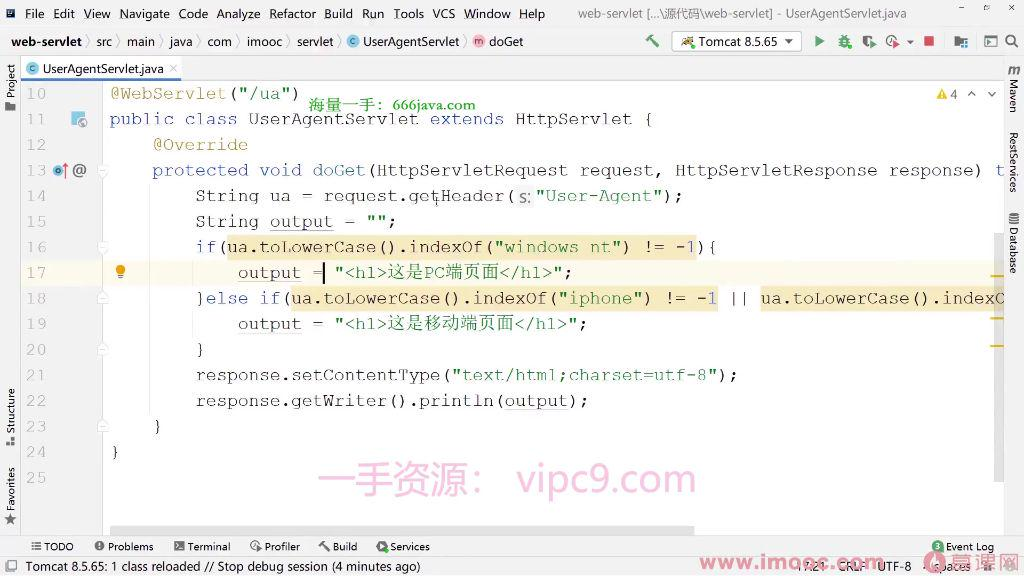 File Edit View Navigate Code Analyze Refactor Build Run Tools VCS Window Help web-servlet [...\源代码\web-servlet] - UserAgentServlet.java
web-servlet src main java com imooc servlet UserAgentServlet doGet Tomcat 8.5.65
UserAgentServlet.java
Project
Structure
Favorites
10 @WebServlet("/ua")
海量一手：666java.com
4
11 public class UserAgentServlet extends HttpServlet {
12 @Override
13 protected void doGet(HttpServletRequest request, HttpServletResponse response) t
14 String ua = request.getHeader( s: "User-Agent");
15 String output = "";
16 if(ua.toLowerCase().indexOf("windows nt") != -1){
17 output = "<h1>这是PC端页面</h1>";
18 }else if(ua.toLowerCase().indexOf("iphone") != -1 || ua.toLowerCase().indexO
19 output = "<h1>这是移动端页面</h1>";
20 }
21 response.setContentType("text/html;charset=utf-8");
22 response.getWriter().println(output);
23 }
24 }
25
Maven
RestServices
Database
一手资源： vipc9.com
TODO Problems Terminal Profiler Build Services 3 Event Log
www.imooc.com 慕课网
Tomcat 8.5.65: 1 class reloaded // Stop debug session (4 minutes ago) 17:21 CRLF UTF-8 4 spaces